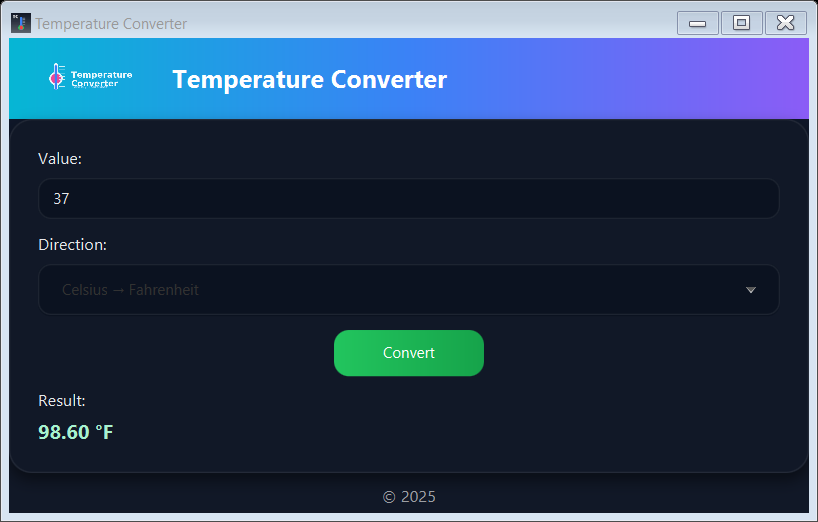 Temperature Converter
Temperature
Converter
Temperature Converter
Value:
37
Direction:
Celsius → Fahrenheit
Convert
Result:
98.60 °F
© 2025